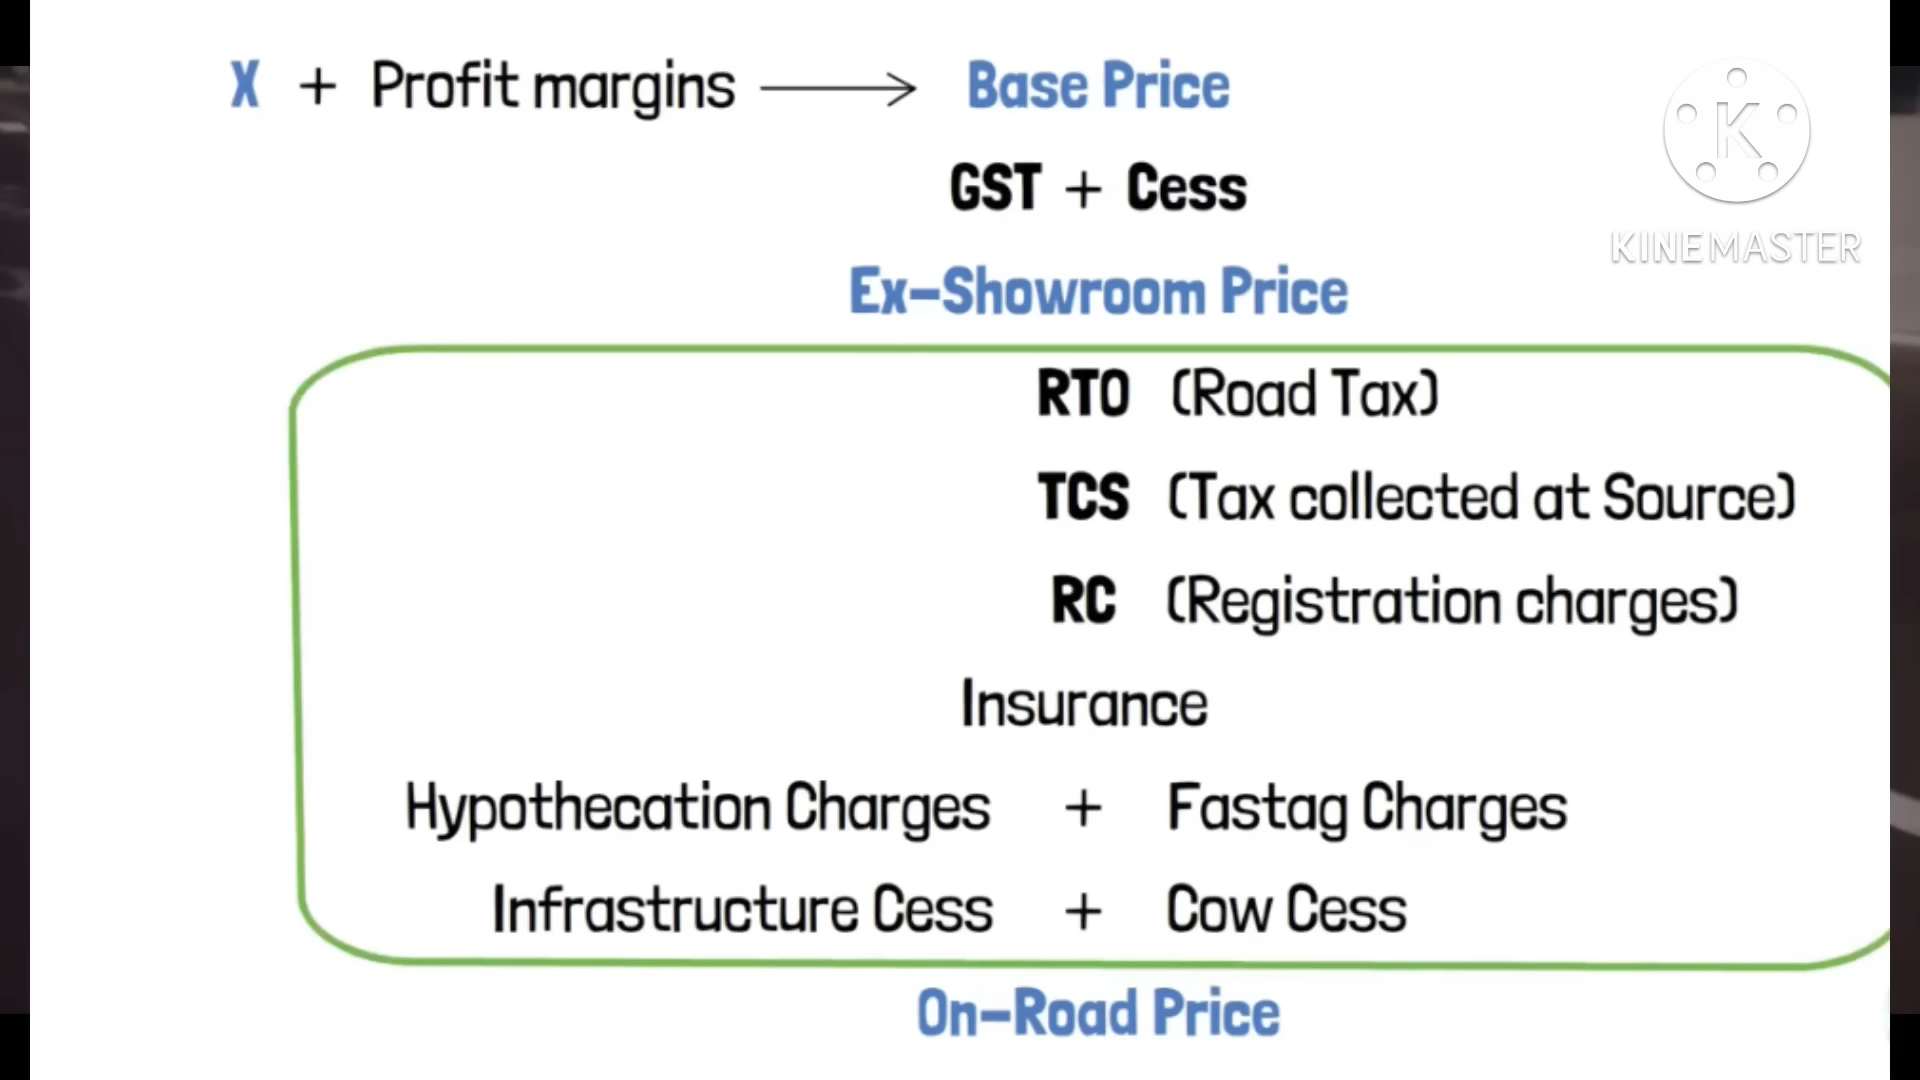 X + Profit margins → Base Price
GST + Cess
Ex-Showroom Price
RTO (Road Tax)
TCS (Tax collected at Source)
RC (Registration charges)
Insurance
Hypothecation Charges + Fastag Charges
Infrastructure Cess + Cow Cess
On-Road Price
K
KINEMASTER